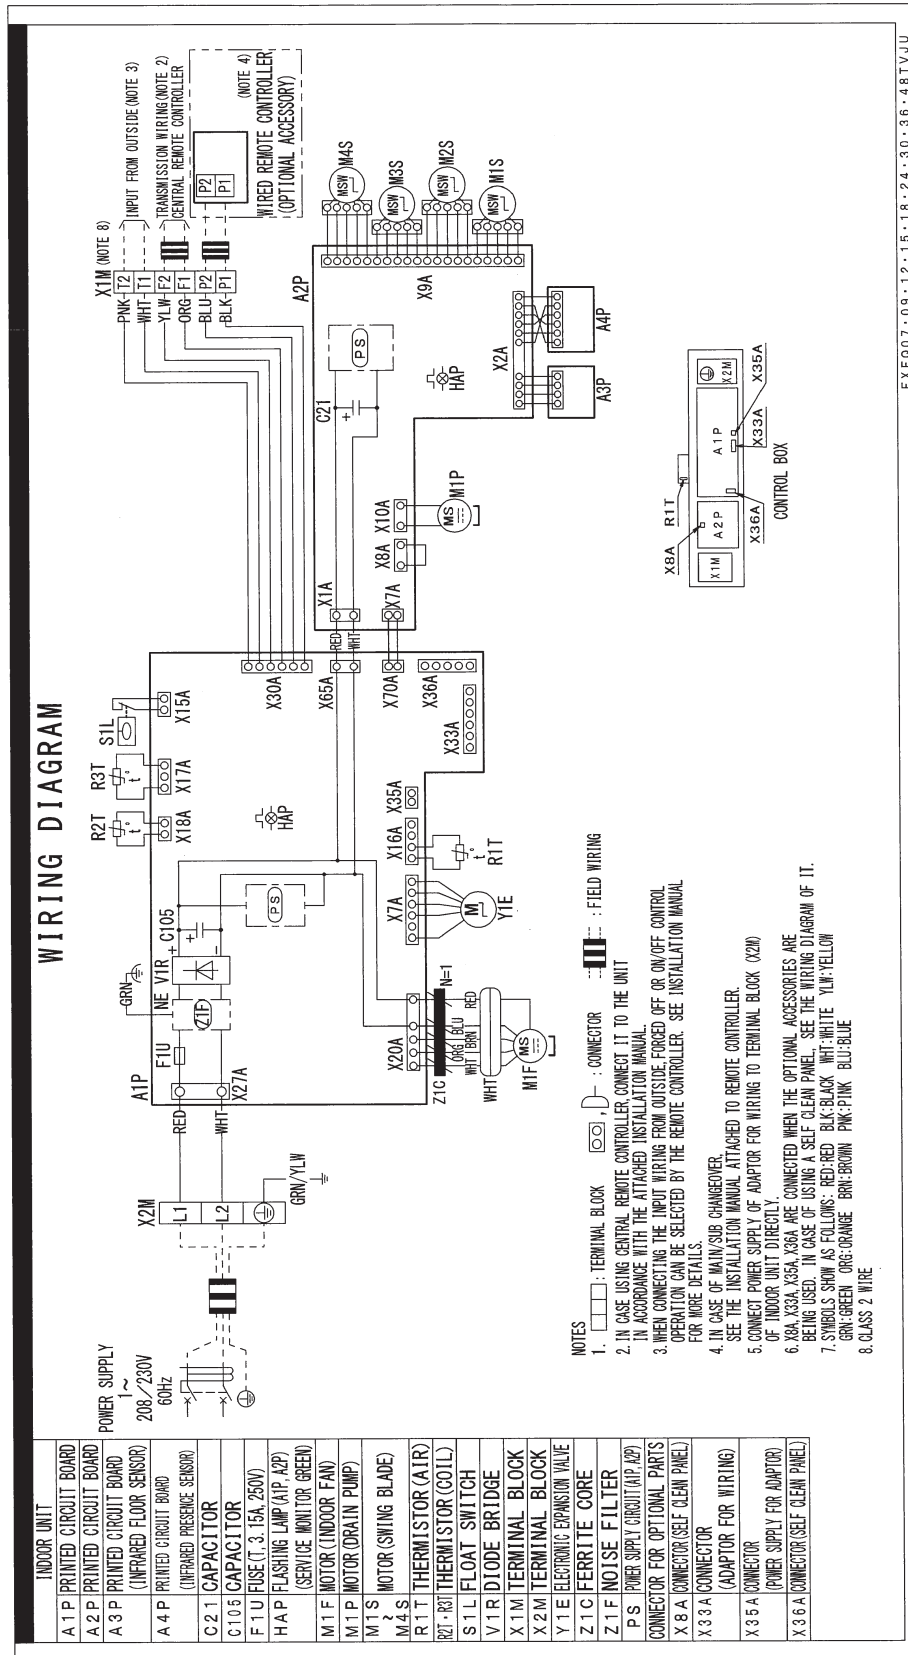 WIRING DIAGRAM
POWER SUPPLY
1~
208/230V
60Hz
X2M
L1
L2
GRN/YLW
RED
WHT
A1P
X27A
F1U
GRN
NE
Z1F
V1R
+
-
+
C105
PS
HAP
R2T
t°
X18A
R3T
t°
X17A
S1L
X15A
X30A
X65A
X70A
X36A
X33A
X35A
X16A
R1T
t°
X7A
M
Y1E
X20A
Z1C
N=1
WHT
ORG
BRN
BLU
RED
WHT
MS
M1F
RED
WHT
X1A
X7A
X8A
X10A
MS
M1P
A2P
C21
+
PS
HAP
X9A
X2A
A3P
A4P
MSW
M4S
MSW
M3S
MSW
M2S
MSW
M1S
X1M (NOTE 8)
PNK T2
WHT T1
YLW F2
ORG F1
BLU P2
BLK P1
INPUT FROM OUTSIDE(NOTE 3)
TRANSMISSION WIRING(NOTE 2)
CENTRAL REMOTE CONTROLLER
P2
P1
(NOTE 4)
WIRED REMOTE CONTROLLER
(OPTIONAL ACCESSORY)
X8A
R1T
X1M
A2P
A1P
X2M
X36A
X33A
X35A
CONTROL BOX
NOTES
1. : TERMINAL BLOCK , : CONNECTOR : FIELD WIRING
2. IN CASE USING CENTRAL REMOTE CONTROLLER,CONNECT IT TO THE UNIT
IN ACCORDANCE WITH THE ATTACHED INSTALLATION MANUAL.
3. WHEN CONNECTING THE INPUT WIRING FROM OUTSIDE,FORCED OFF OR ON/OFF CONTROL
OPERATION CAN BE SELECTED BY THE REMOTE CONTROLLER. SEE INSTALLATION MANUAL
FOR MORE DETAILS.
4. IN CASE OF MAIN/SUB CHANGEOVER,
SEE THE INSTALLATION MANUAL ATTACHED TO REMOTE CONTROLLER.
5. CONNECT POWER SUPPLY OF ADAPTOR FOR WIRING TO TERMINAL BLOCK (X2M)
OF INDOOR UNIT DIRECTLY.
6. X8A,X33A,X35A,X36A ARE CONNECTED WHEN THE OPTIONAL ACCESSORIES ARE
BEING USED. IN CASE OF USING A SELF CLEAN PANEL, SEE THE WIRING DIAGRAM OF IT.
7. SYMBOLS SHOW AS FOLLOWS: RED:RED BLK:BLACK WHT:WHITE YLW:YELLOW
GRN:GREEN ORG:ORANGE BRN:BROWN PNK:PINK BLU:BLUE
8. CLASS 2 WIRE
INDOOR UNIT
A1P PRINTED CIRCUIT BOARD
A2P PRINTED CIRCUIT BOARD
A3P PRINTED CIRCUIT BOARD
(INFRARED FLOOR SENSOR)
A4P PRINTED CIRCUIT BOARD
(INFRARED PRESENCE SENSOR)
C21 CAPACITOR
C105 CAPACITOR
F1U FUSE(T, 3. 15A, 250V)
HAP FLASHING LAMP(A1P, A2P)
(SERVICE MONITOR GREEN)
M1F MOTOR(INDOOR FAN)
M1P MOTOR(DRAIN PUMP)
M1S ~ M4S MOTOR(SWING BLADE)
R1T THERMISTOR(AIR)
R2T・R3T THERMISTOR(COIL)
S1L FLOAT SWITCH
V1R DIODE BRIDGE
X1M TERMINAL BLOCK
X2M TERMINAL BLOCK
Y1E ELECTRONIC EXPANSION VALVE
Z1C FERRITE CORE
Z1F NOISE FILTER
PS POWER SUPPLY CIRCUIT(A1P, A2P)
CONNECTOR FOR OPTIONAL PARTS
X8A CONNECTOR(SELF CLEAN PANEL)
X33A CONNECTOR
(ADAPTOR FOR WIRING)
X35A CONNECTOR
(POWER SUPPLY FOR ADAPTOR)
X36A CONNECTOR(SELF CLEAN PANEL)
FXFQ07・09・12・15・18・24・30・36・48TVJU